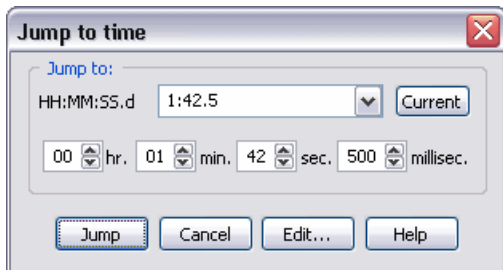 Jump to time
Jump to:
HH:MM:SS.d 1:42.5 Current
00 hr. 01 min. 42 sec. 500 millisec.
Jump Cancel Edit... Help